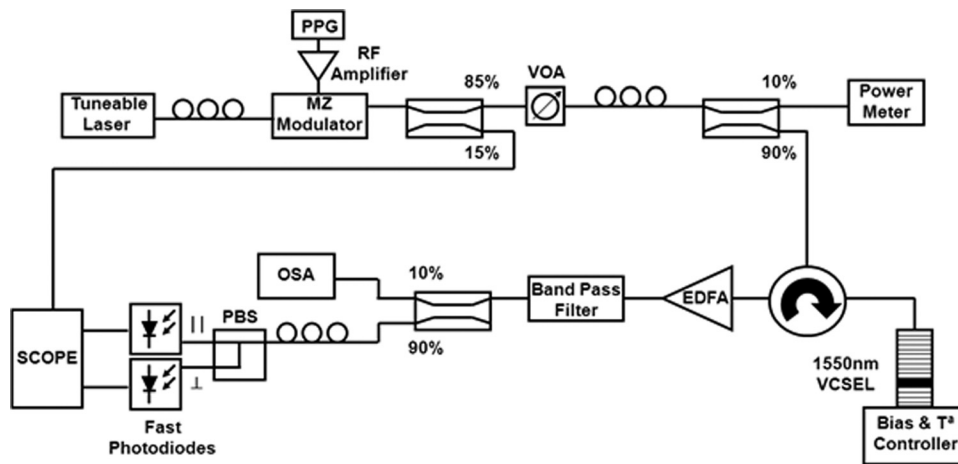 PPG
RF
Amplifier
85%
VOA
10%
Tuneable
Laser
MZ
Modulator
Power
Meter
15%
90%
OSA
10%
Band Pass
Filter
EDFA
SCOPE
||
PBS
90%
⊥
1550nm
VCSEL
Fast
Photodiodes
Bias & Tª
Controller